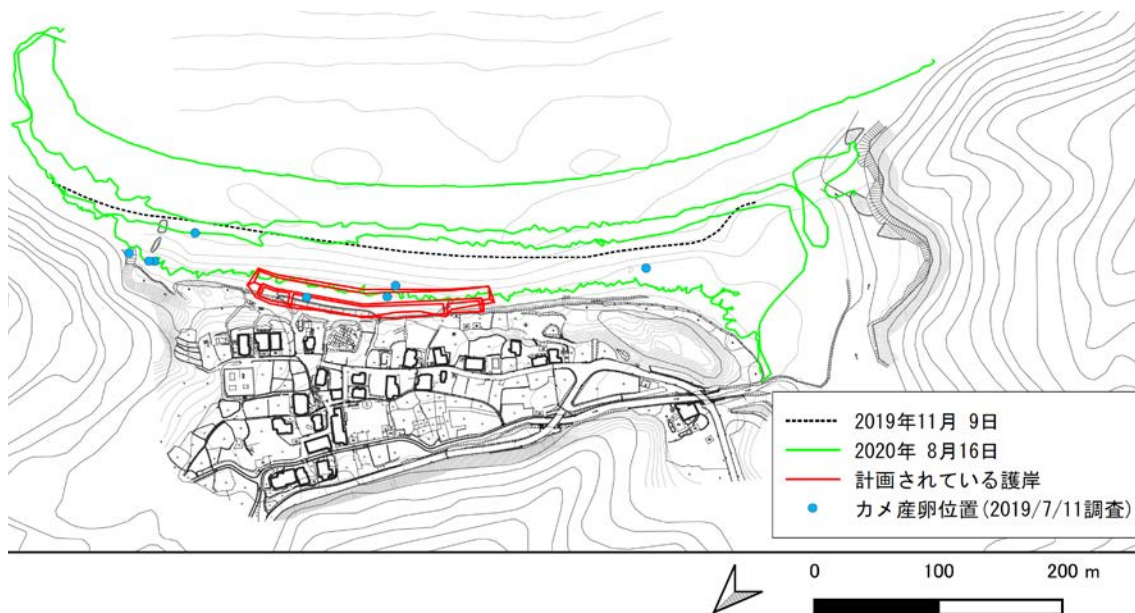 2019年11月 9日
2020年 8月16日
計画されている護岸
カメ産卵位置(2019/7/11調査)
0 100 200 m